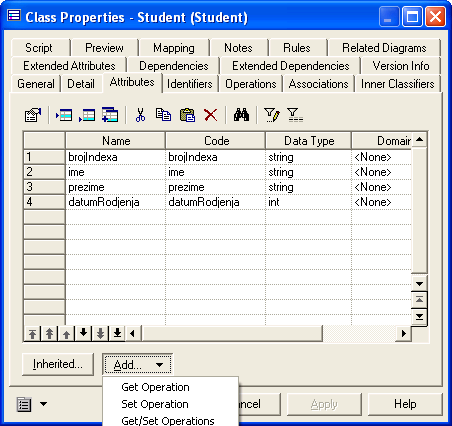 Class Properties - Student (Student)
Script Preview Mapping Notes Rules Related Diagrams
Extended Attributes Dependencies Extended Dependencies Version Info
General Detail Attributes Identifiers Operations Associations Inner Classifiers
Name Code Data Type Domain
1 brojIndexa brojIndexa string <None>
2 ime ime string <None>
3 prezime prezime string <None>
4 datumRodjenja datumRodjenja int <None>
Inherited... Add...
Get Operation
Set Operation
Get/Set Operations
ncel Apply Help